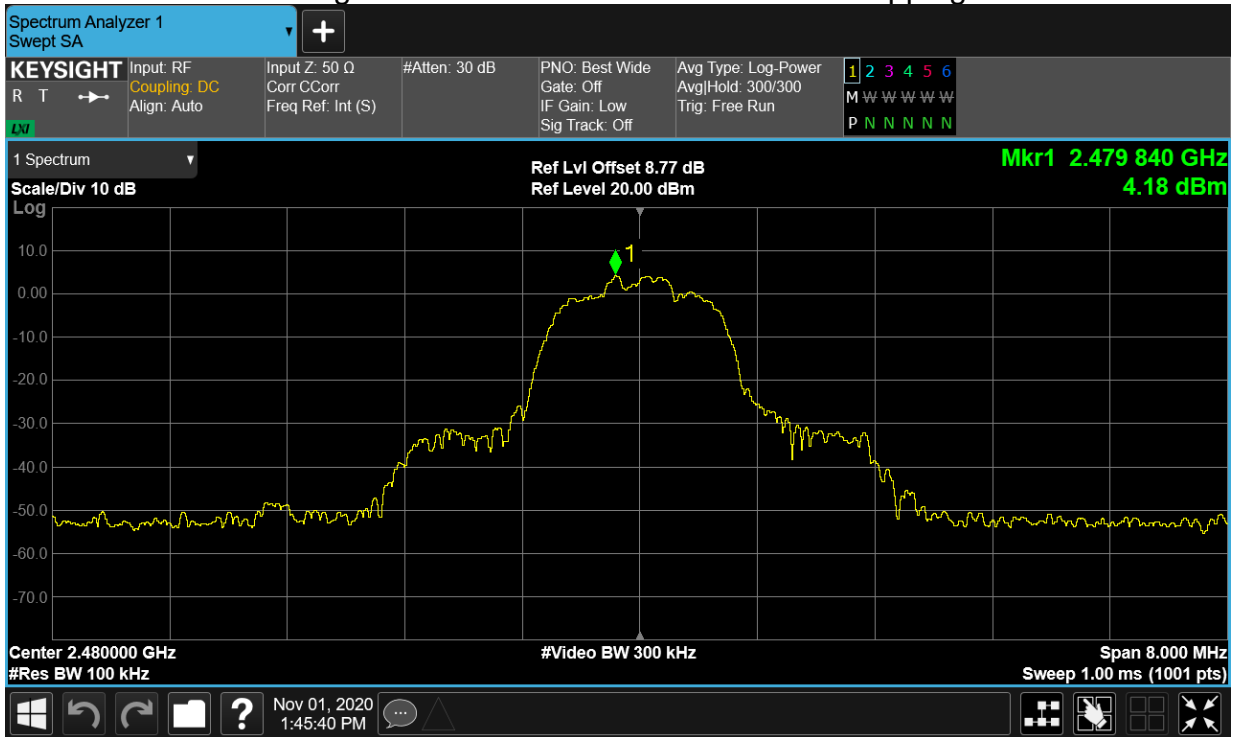 Spectrum Analyzer 1
Swept SA
+
KEYSIGHT
R T
LXI
Input: RF
Coupling: DC
Align: Auto
Input Z: 50 Ω
Corr CCorr
Freq Ref: Int (S)
#Atten: 30 dB
PNO: Best Wide
Gate: Off
IF Gain: Low
Sig Track: Off
Avg Type: Log-Power
Avg|Hold: 300/300
Trig: Free Run
1 2 3 4 5 6
M W W W W W
P N N N N N
1 Spectrum
Scale/Div 10 dB
Log
Ref Lvl Offset 8.77 dB
Ref Level 20.00 dBm
Mkr1 2.479 840 GHz
4.18 dBm
1
10.0
0.00
-10.0
-20.0
-30.0
-40.0
-50.0
-60.0
-70.0
Center 2.480000 GHz
#Res BW 100 kHz
#Video BW 300 kHz
Span 8.000 MHz
Sweep 1.00 ms (1001 pts)
?
Nov 01, 2020
1:45:40 PM